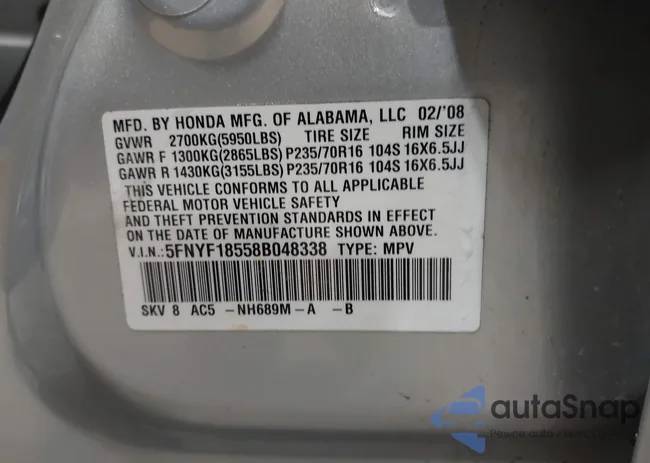 MFD. BY HONDA MFG. OF ALABAMA, LLC 02/'08
GVWR 2700KG(5950LBS) TIRE SIZE RIM SIZE
GAWR F 1300KG(2865LBS) P235/70R16 104S 16X6.5JJ
GAWR R 1430KG(3155LBS) P235/70R16 104S 16X6.5JJ
THIS VEHICLE CONFORMS TO ALL APPLICABLE
FEDERAL MOTOR VEHICLE SAFETY
AND THEFT PREVENTION STANDARDS IN EFFECT
ON THE DATE OF MANUFACTURE SHOWN ABOVE.
V.I.N.:5FNYF18558B048338 TYPE: MPV
SKV 8 AC5 -NH689M-A -B
autaSnap
Pewne auta